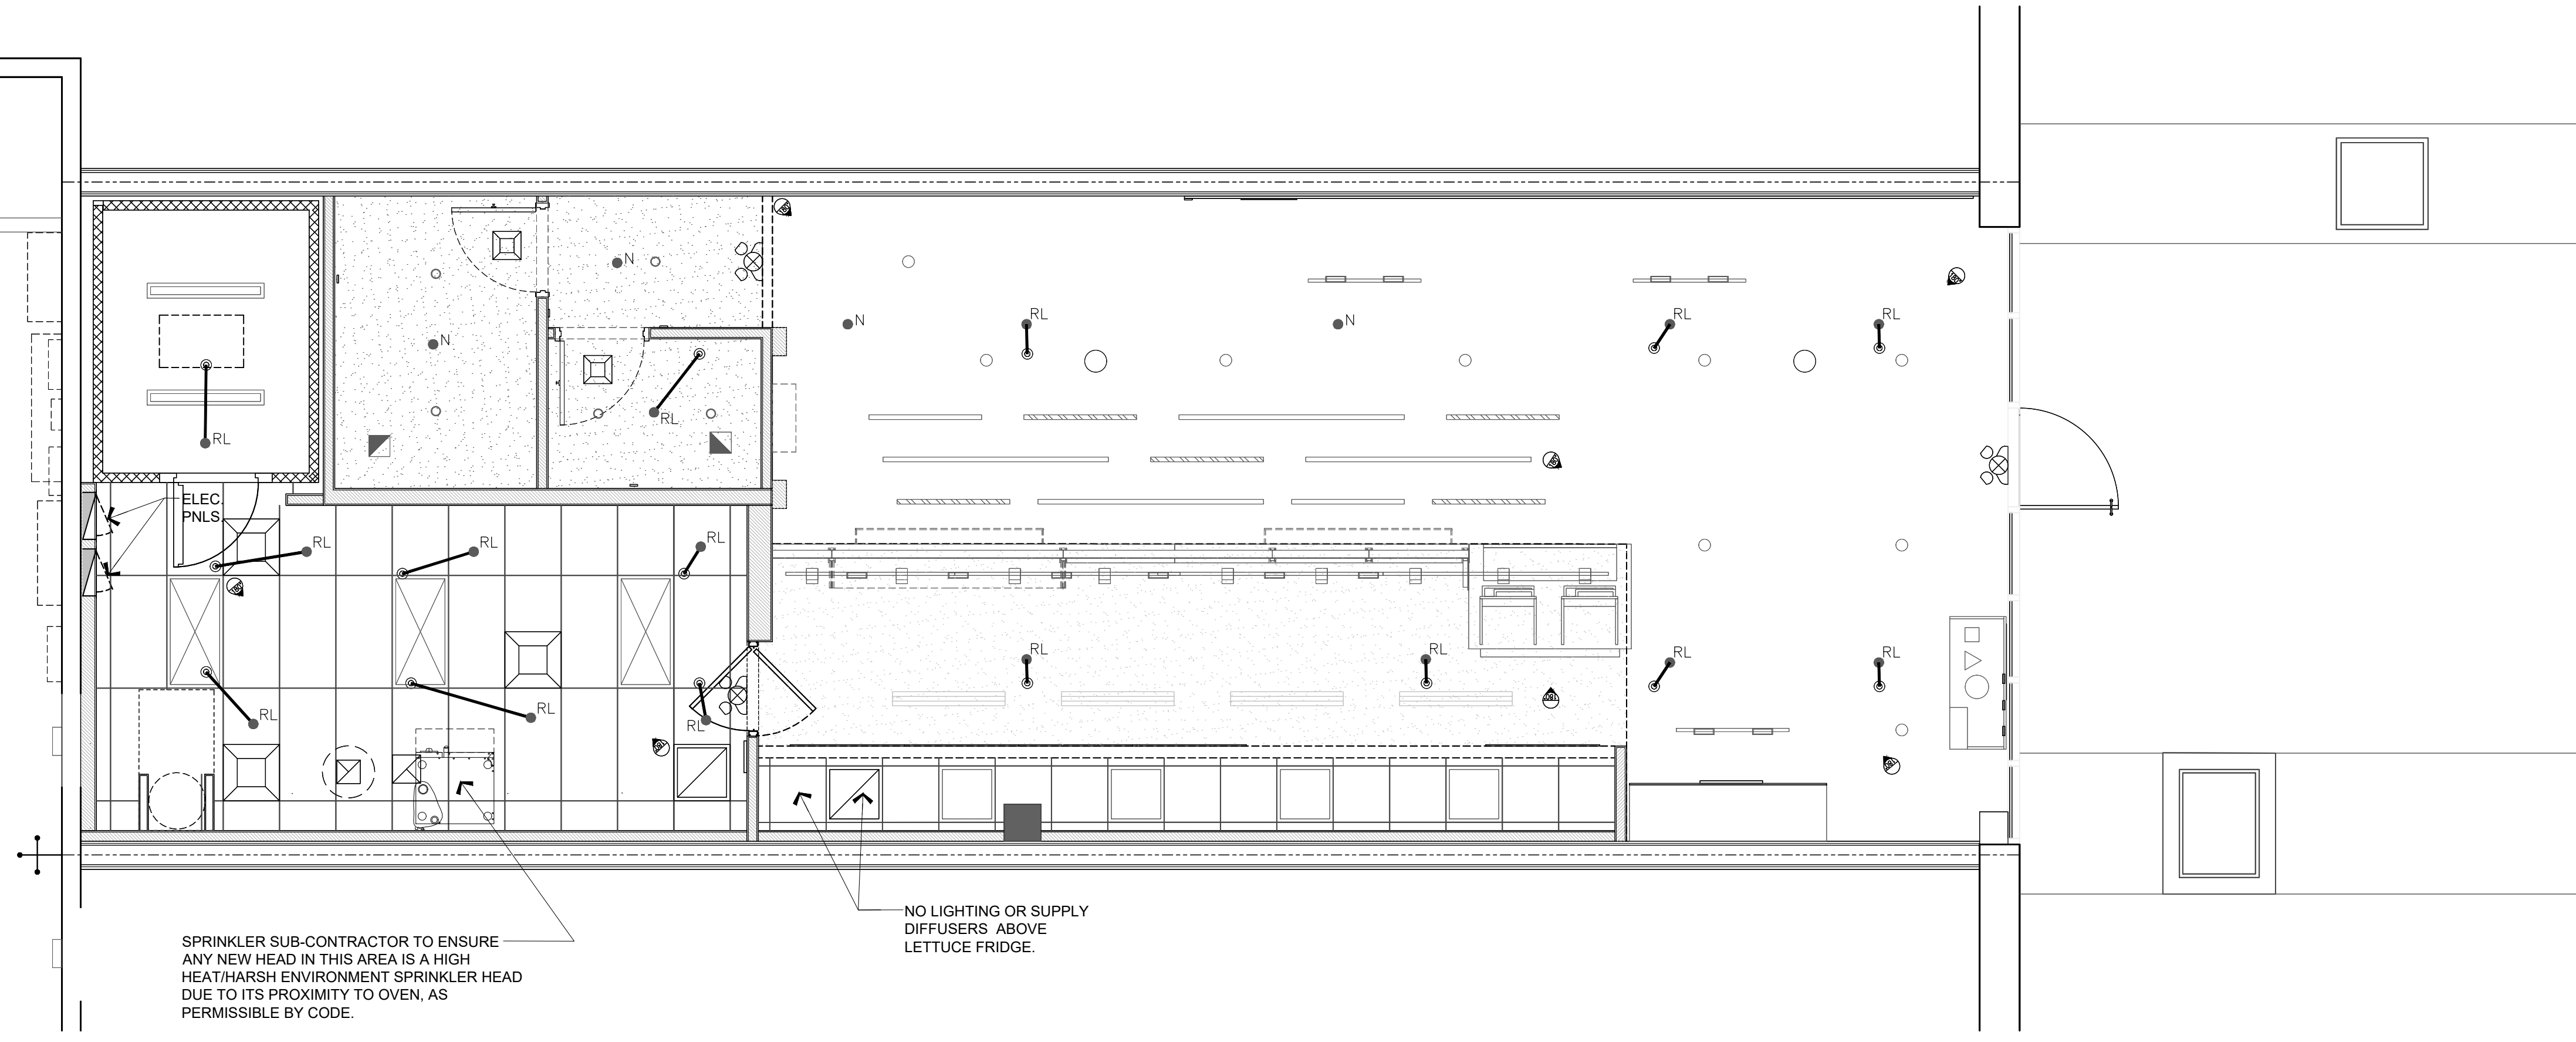 N
N
RL
N
RL
RL
N
RL
RL
ELEC.
PNLS.
RL
RL
RL
RL
RL
RL
RL
RL
RL
RL
RL
NO LIGHTING OR SUPPLY
DIFFUSERS ABOVE
LETTUCE FRIDGE.
SPRINKLER SUB-CONTRACTOR TO ENSURE
ANY NEW HEAD IN THIS AREA IS A HIGH
HEAT/HARSH ENVIRONMENT SPRINKLER HEAD
DUE TO ITS PROXIMITY TO OVEN, AS
PERMISSIBLE BY CODE.